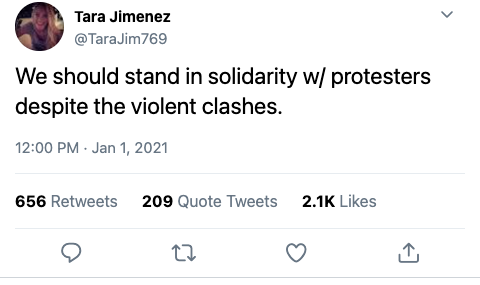 Tara Jimenez
@TaraJim769
We should stand in solidarity w/ protesters
despite the violent clashes.
12:00 PM · Jan 1, 2021
656 Retweets 209 Quote Tweets 2.1K Likes